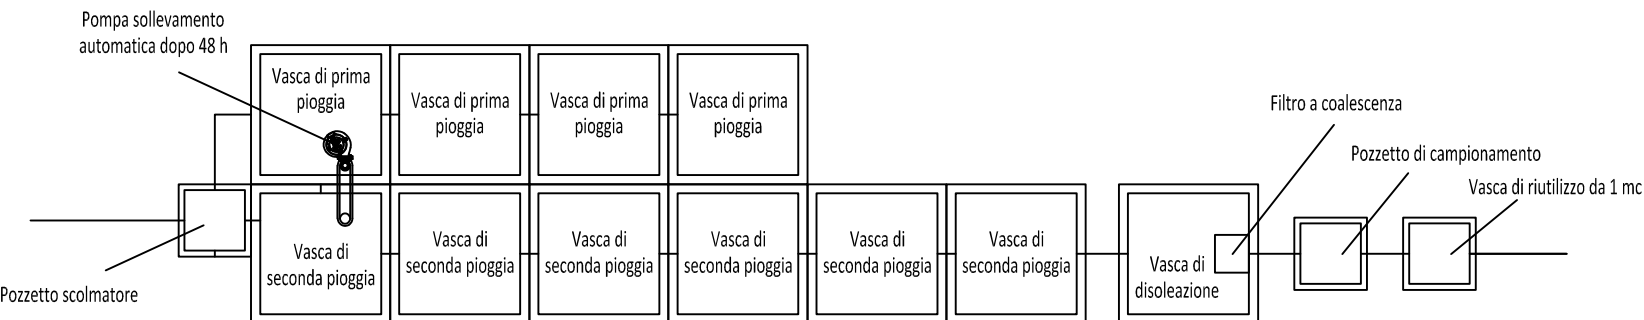 Pompa sollevamento
automatica dopo 48 h
Vasca di prima
pioggia
Vasca di prima
pioggia
Vasca di prima
pioggia
Vasca di prima
pioggia
Filtro a coalescenza
Pozzetto di campionamento
Vasca di riutilizzo da 1 mc
Vasca di
seconda pioggia
Vasca di
seconda pioggia
Vasca di
seconda pioggia
Vasca di
seconda pioggia
Vasca di
seconda pioggia
Vasca di
seconda pioggia
Vasca di
disoleazione
Pozzetto scolmatore